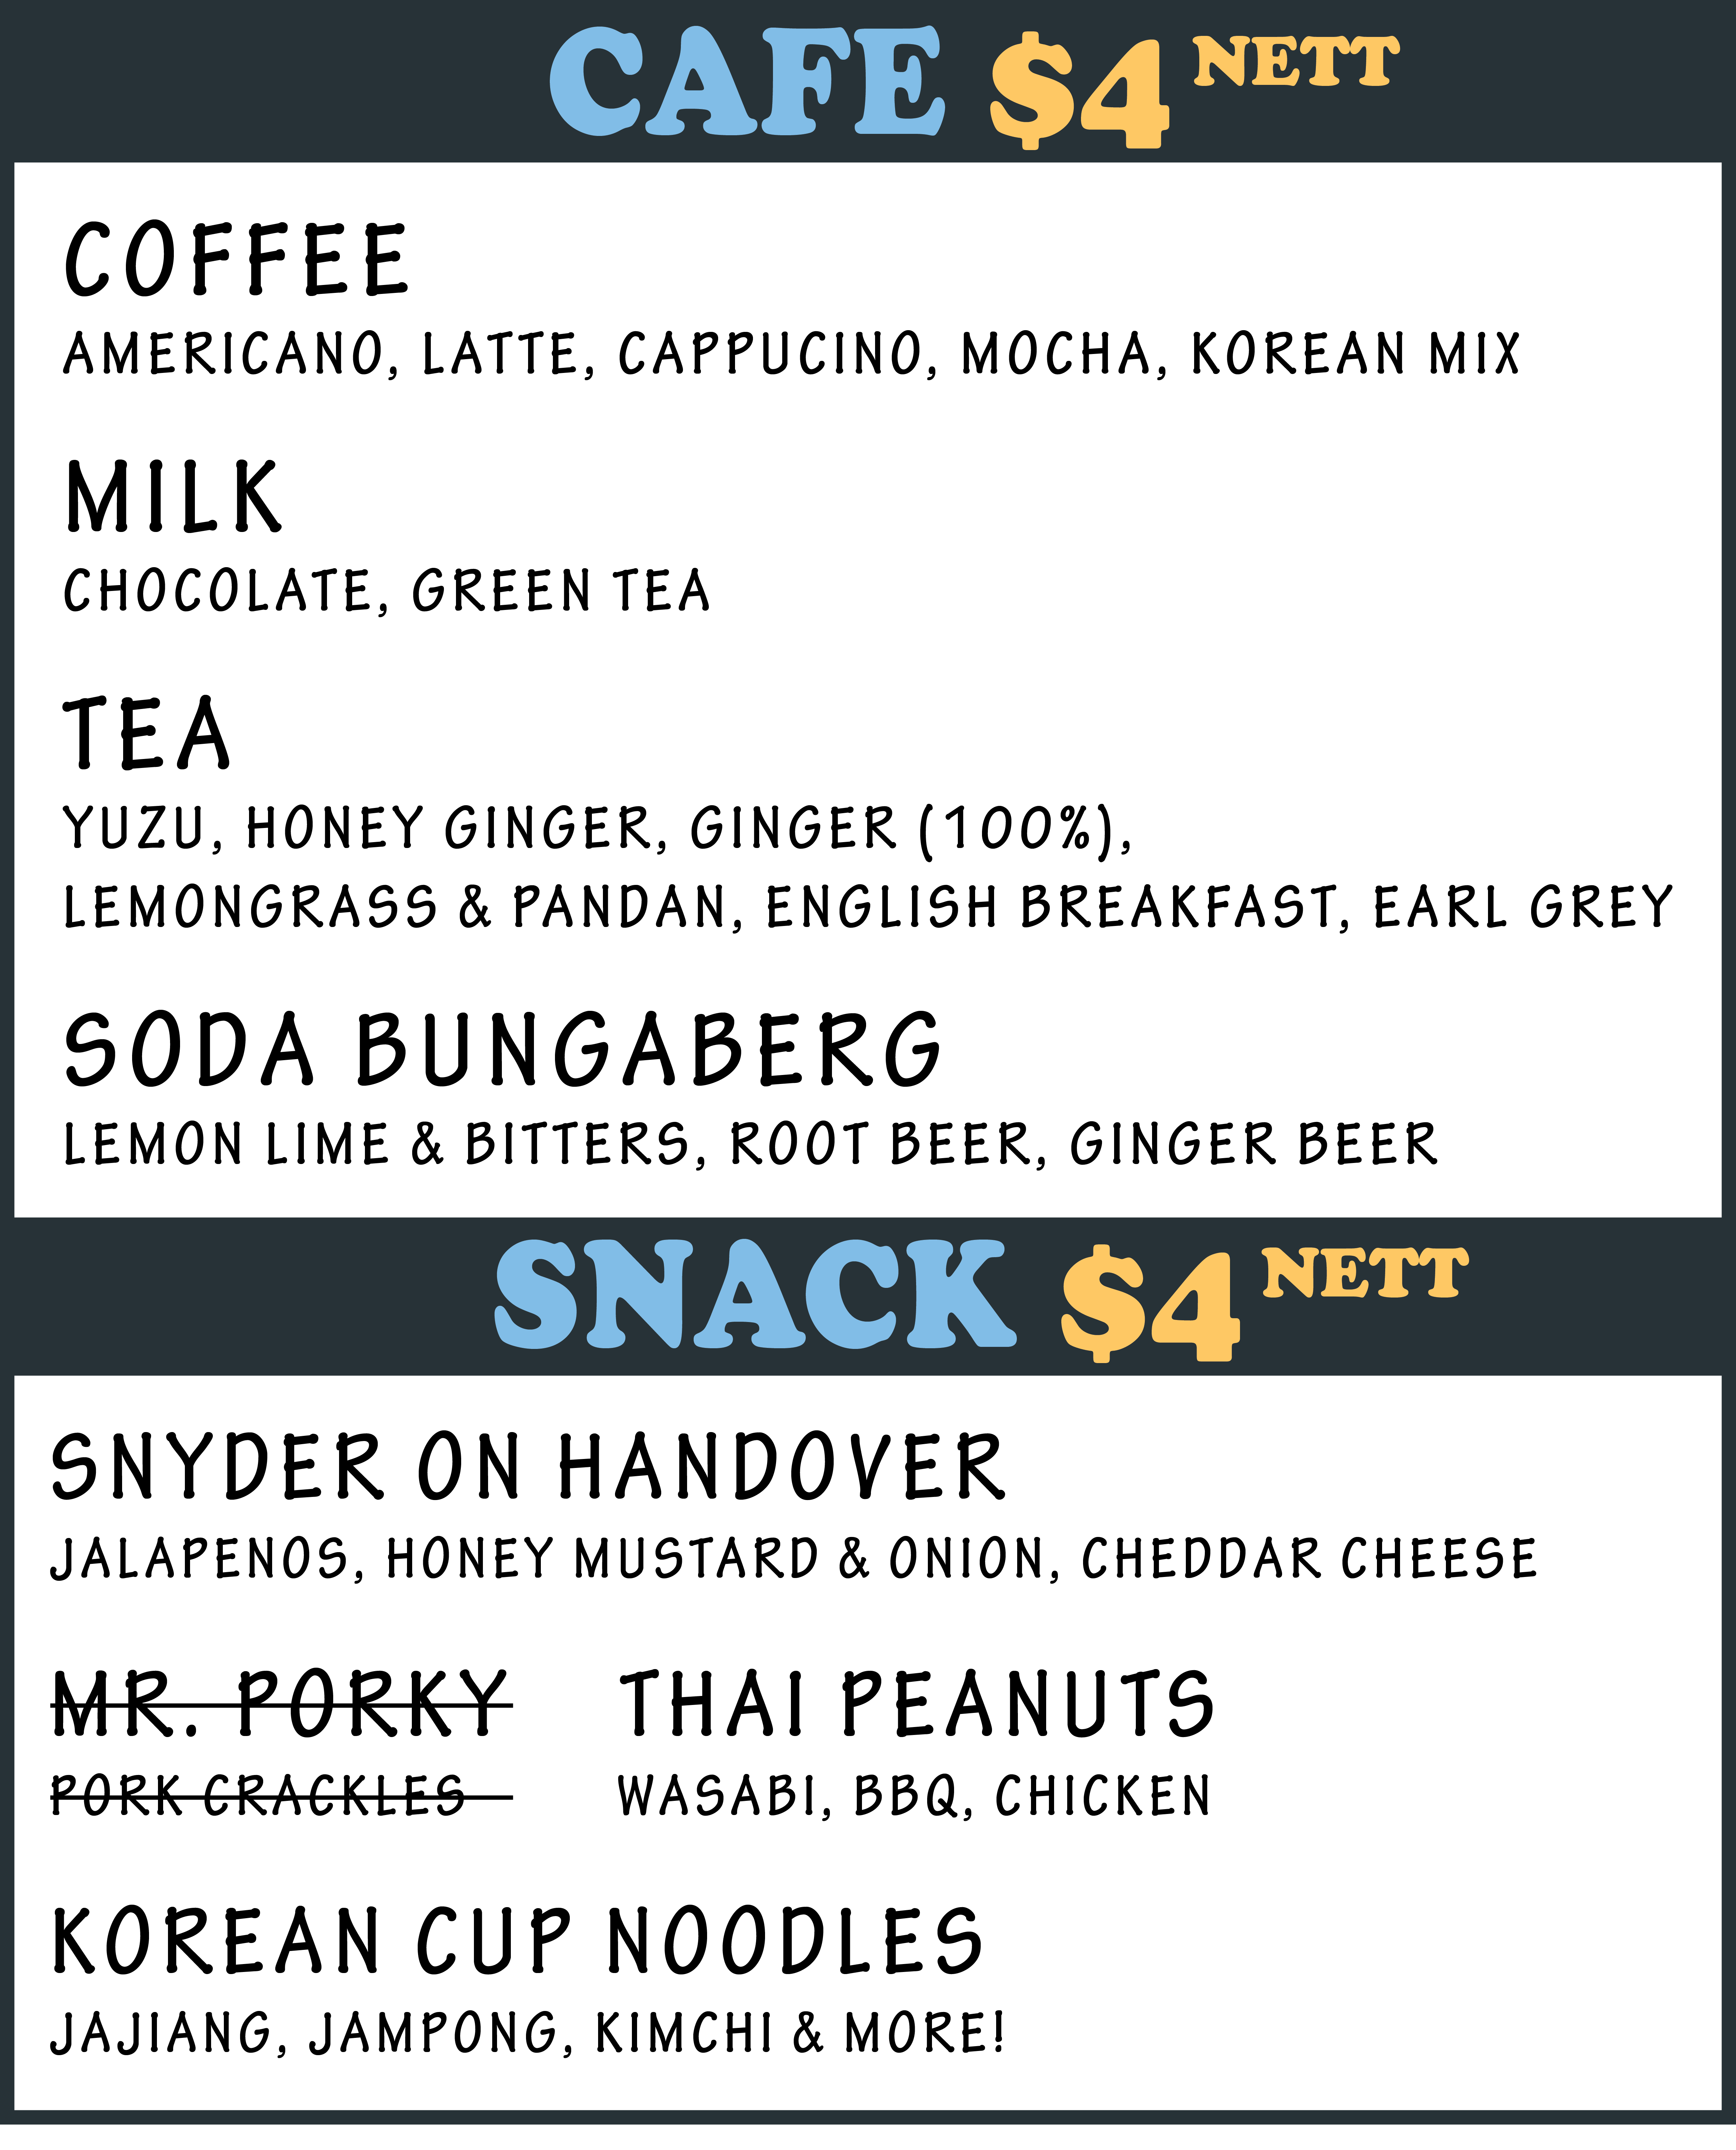 CAFE $4 NETT
COFFEE
AMERICANO, LATTE, CAPPUCINO, MOCHA, KOREAN MIX
MILK
CHOCOLATE, GREEN TEA
TEA
YUZU, HONEY GINGER, GINGER (100%),
LEMONGRASS & PANDAN, ENGLISH BREAKFAST, EARL GREY
SODA BUNGABERG
LEMON LIME & BITTERS, ROOT BEER, GINGER BEER
SNACK $4 NETT
SNYDER ON HANDOVER
JALAPENOS, HONEY MUSTARD & ONION, CHEDDAR CHEESE
MR. PORKY
PORK CRACKLES
THAI PEANUTS
WASABI, BBQ, CHICKEN
KOREAN CUP NOODLES
JAJIANG, JAMPONG, KIMCHI & MORE!